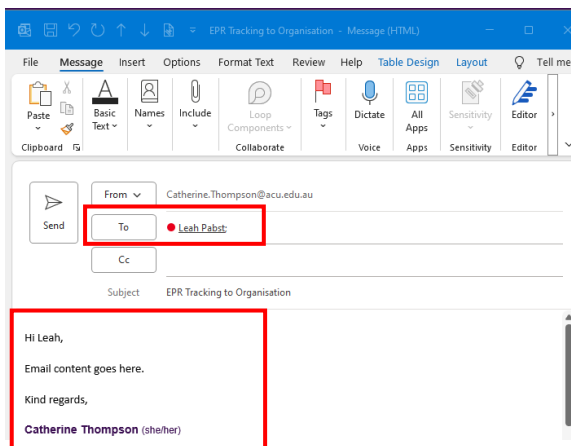 EPR Tracking to Organisation - Message (HTML)
File Message Insert Options Format Text Review Help Table Design Layout Tell me
Paste Basic Text Names Include Loop Components Tags Dictate All Apps Sensitivity Editor
Clipboard Collaborate Voice Apps Sensitivity Editor
Send
From Catherine.Thompson@acu.edu.au
To Leah Pabst;
Cc
Subject EPR Tracking to Organisation
Hi Leah,
Email content goes here.
Kind regards,
Catherine Thompson (she/her)